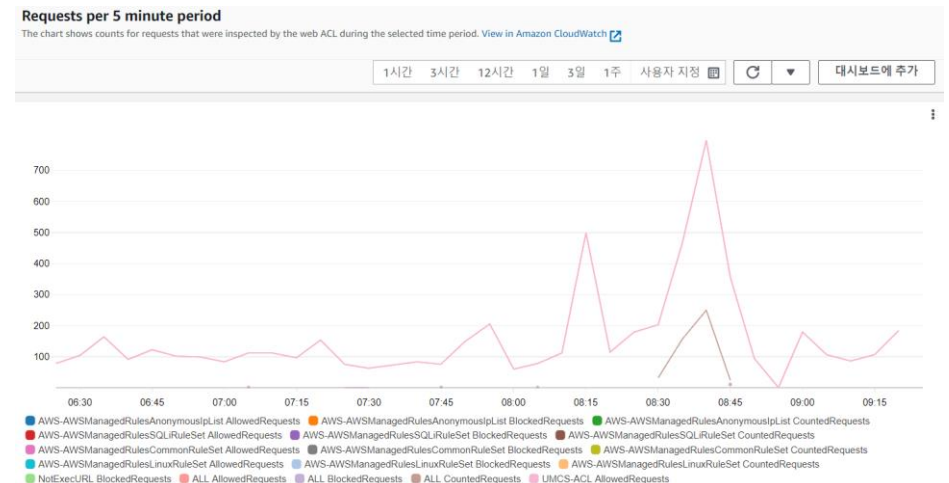 Requests per 5 minute period
The chart shows counts for requests that were inspected by the web ACL during the selected time period. View in Amazon CloudWatch
1시간 3시간 12시간 1일 3일 1주 사용자 지정 대시보드에 추가
700
600
500
400
300
200
100
06:30 06:45 07:00 07:15 07:30 07:45 08:00 08:15 08:30 08:45 09:00 09:15
AWS-AWSManagedRulesAnonymousIpList AllowedRequests AWS-AWSManagedRulesAnonymousIpList BlockedRequests AWS-AWSManagedRulesAnonymousIpList CountedRequests
AWS-AWSManagedRulesSQLiRuleSet AllowedRequests AWS-AWSManagedRulesSQLiRuleSet BlockedRequests AWS-AWSManagedRulesSQLiRuleSet CountedRequests
AWS-AWSManagedRulesCommonRuleSet AllowedRequests AWS-AWSManagedRulesCommonRuleSet BlockedRequests AWS-AWSManagedRulesCommonRuleSet CountedRequests
AWS-AWSManagedRulesLinuxRuleSet AllowedRequests AWS-AWSManagedRulesLinuxRuleSet BlockedRequests AWS-AWSManagedRulesLinuxRuleSet CountedRequests
NotExecURL BlockedRequests ALL AllowedRequests ALL BlockedRequests ALL CountedRequests UMCS-ACL AllowedRequests